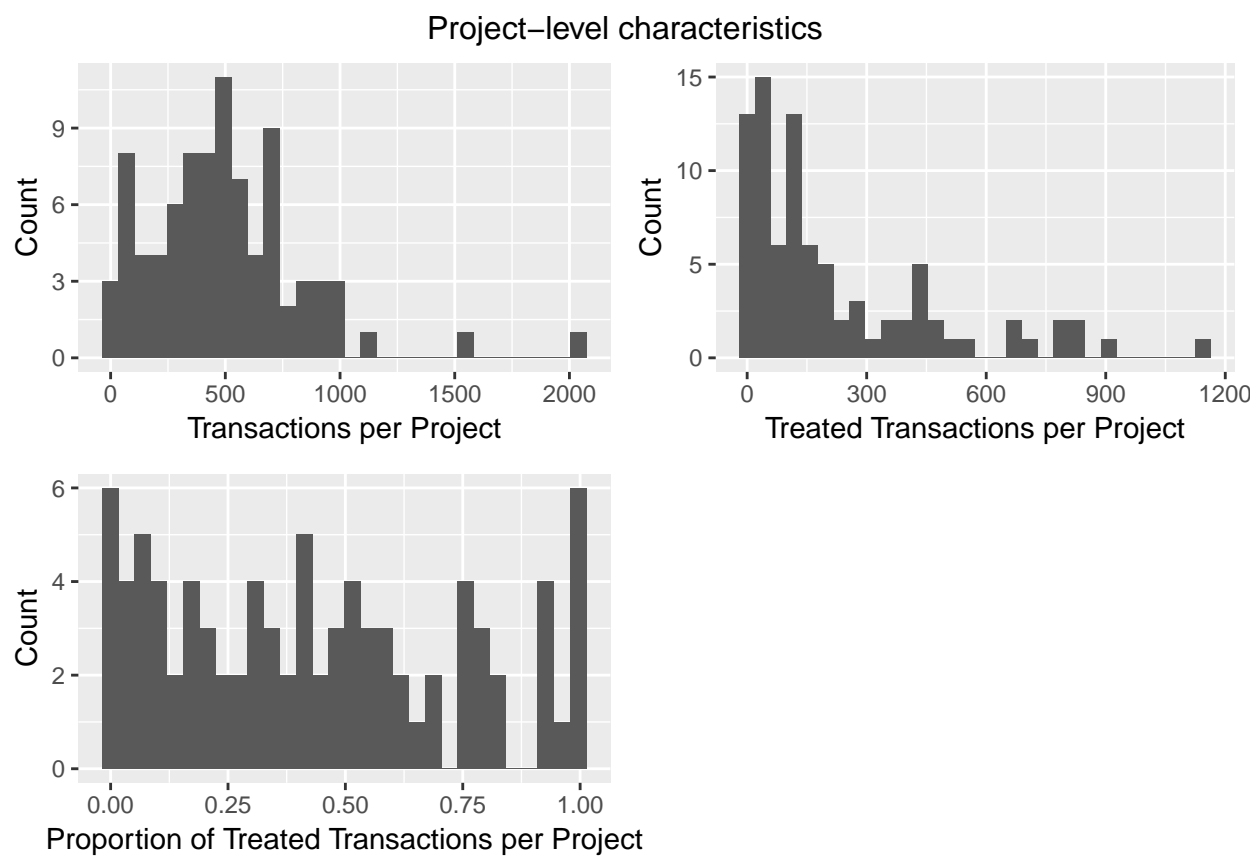 Project−level characteristics
Count
9
6
3
0
0 500 1000 1500 2000
Transactions per Project
Count
15
10
5
0
0 300 600 900 1200
Treated Transactions per Project
Count
6
4
2
0
0.00 0.25 0.50 0.75 1.00
Proportion of Treated Transactions per Project